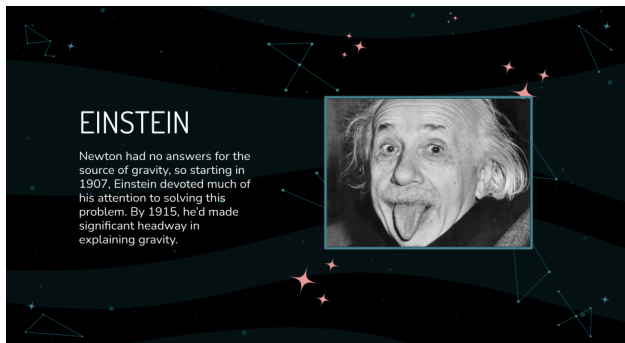 EINSTEIN
Newton had no answers for the
source of gravity, so starting in
1907, Einstein devoted much of
his attention to solving this
problem. By 1915, he'd made
significant headway in
explaining gravity.